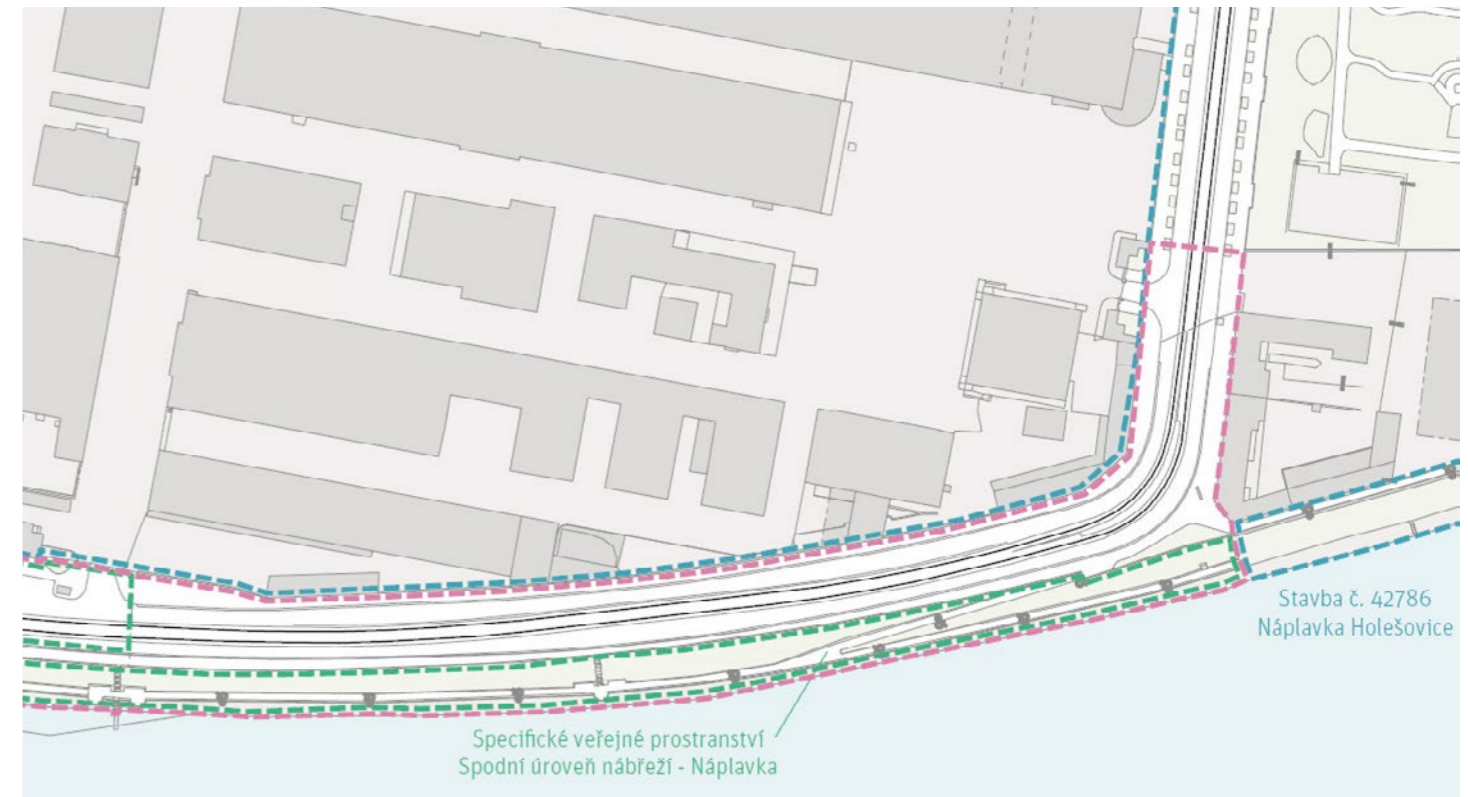 Stavba č. 42786
Náplavka Holešovice
Specifické veřejné prostranství
Spodní úroveň nábřeží - Náplavka